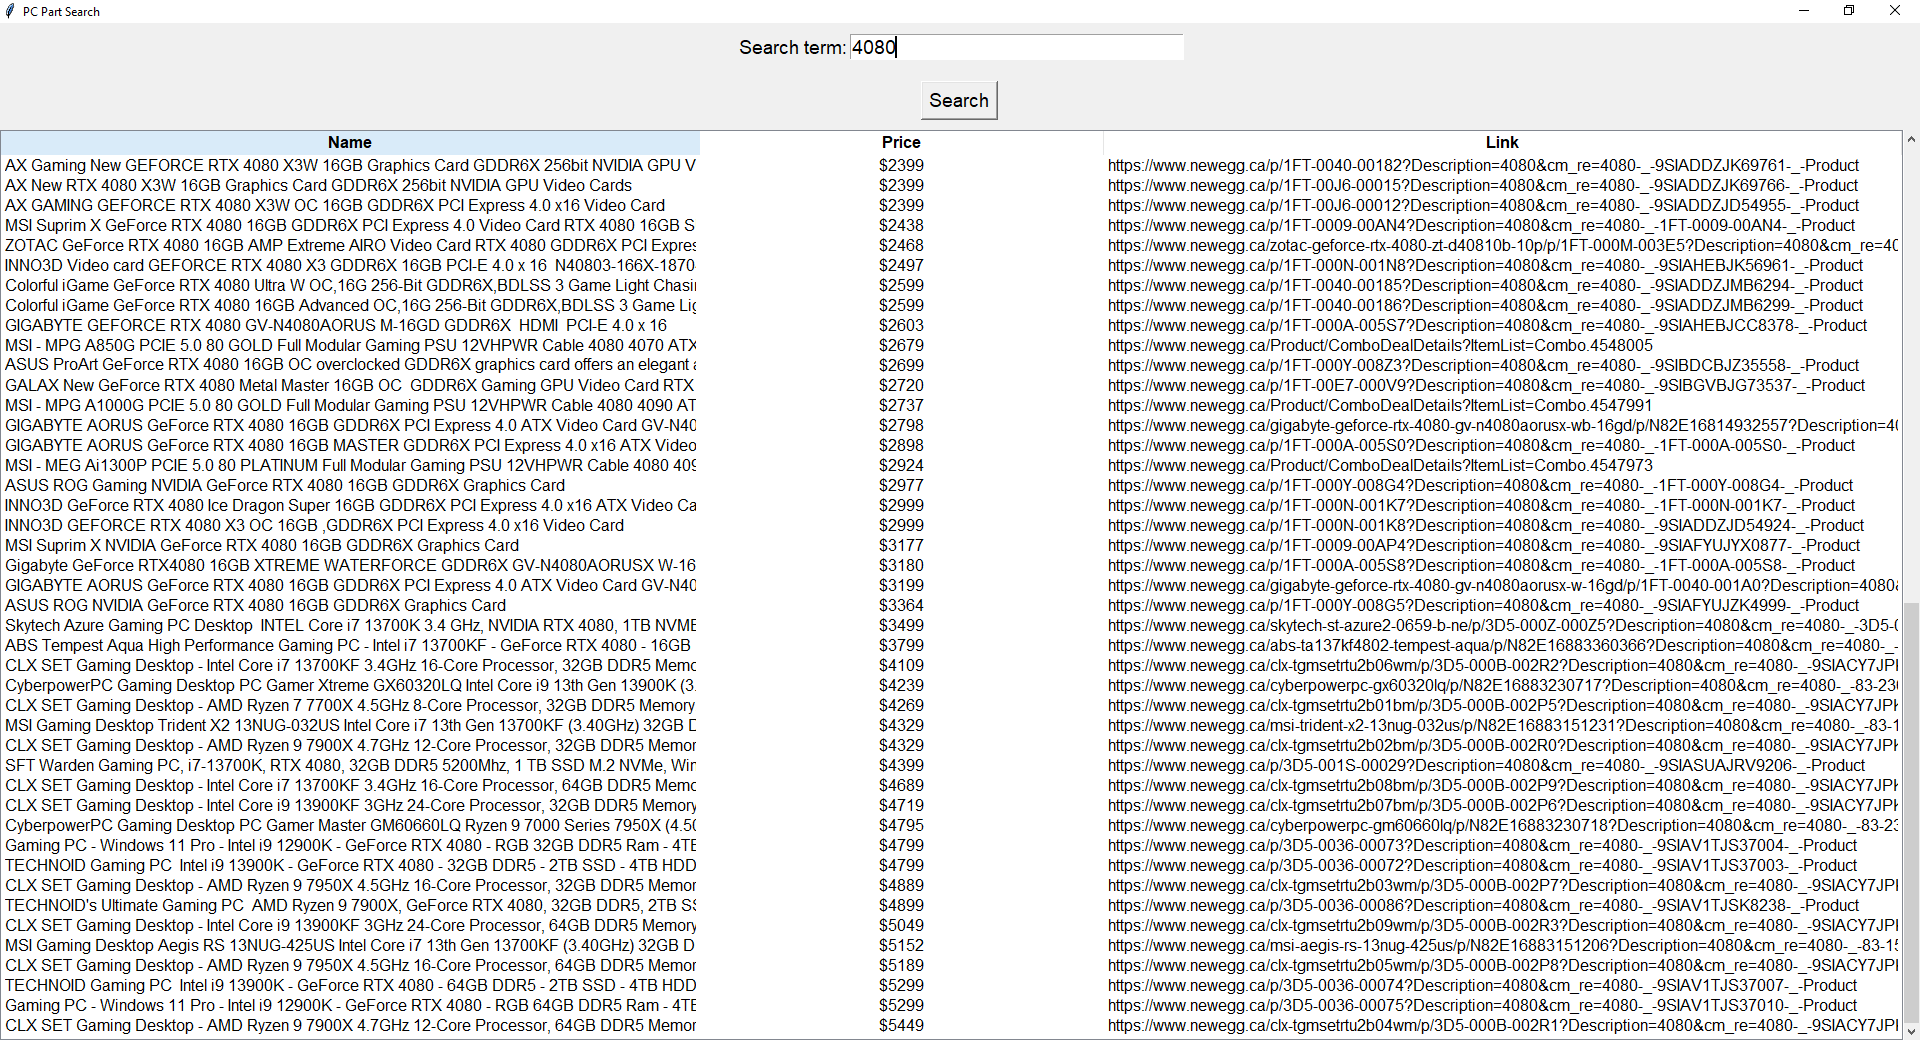 PC Part Search
Search term: 4080
Search
Name Price Link
AX Gaming New GEFORCE RTX 4080 X3W 16GB Graphics Card GDDR6X 256bit NVIDIA GPU V $2399 https://www.newegg.ca/p/1FT-0040-00182?Description=4080&cm_re=4080-_-9SIADDZJK69761-_-Product
AX New RTX 4080 X3W 16GB Graphics Card GDDR6X 256bit NVIDIA GPU Video Cards $2399 https://www.newegg.ca/p/1FT-00J6-00015?Description=4080&cm_re=4080-_-9SIADDZJK69766-_-Product
AX GAMING GEFORCE RTX 4080 X3W OC 16GB GDDR6X PCI Express 4.0 x16 Video Card $2399 https://www.newegg.ca/p/1FT-00J6-00012?Description=4080&cm_re=4080-_-9SIADDZJD54955-_-Product
MSI Suprim X GeForce RTX 4080 16GB GDDR6X PCI Express 4.0 Video Card RTX 4080 16GB S $2438 https://www.newegg.ca/p/1FT-0009-00AN4?Description=4080&cm_re=4080-_-1FT-0009-00AN4-_-Product
ZOTAC GeForce RTX 4080 16GB AMP Extreme AIRO Video Card RTX 4080 GDDR6X PCI Expres $2468 https://www.newegg.ca/zotac-geforce-rtx-4080-zt-d40810b-10p/p/1FT-000M-003E5?Description=4080&cm_re=40
INNO3D Video card GEFORCE RTX 4080 X3 GDDR6X 16GB PCI-E 4.0 x 16  N40803-166X-1870 $2497 https://www.newegg.ca/p/1FT-000N-001N8?Description=4080&cm_re=4080-_-9SIAHEBJK56961-_-Product
Colorful iGame GeForce RTX 4080 Ultra W OC,16G 256-Bit GDDR6X,BDLSS 3 Game Light Chasi $2599 https://www.newegg.ca/p/1FT-0040-00185?Description=4080&cm_re=4080-_-9SIADDZJMB6294-_-Product
Colorful iGame GeForce RTX 4080 16GB Advanced OC,16G 256-Bit GDDR6X,BDLSS 3 Game Lig $2599 https://www.newegg.ca/p/1FT-0040-00186?Description=4080&cm_re=4080-_-9SIADDZJMB6299-_-Product
GIGABYTE GEFORCE RTX 4080 GV-N4080AORUS M-16GD GDDR6X  HDMI  PCI-E 4.0 x 16 $2603 https://www.newegg.ca/p/1FT-000A-005S7?Description=4080&cm_re=4080-_-9SIAHEBJCC8378-_-Product
MSI - MPG A850G PCIE 5.0 80 GOLD Full Modular Gaming PSU 12VHPWR Cable 4080 4070 ATX $2679 https://www.newegg.ca/Product/ComboDealDetails?ItemList=Combo.4548005
ASUS ProArt GeForce RTX 4080 16GB OC overclocked GDDR6X graphics card offers an elegant a $2699 https://www.newegg.ca/p/1FT-000Y-008Z3?Description=4080&cm_re=4080-_-9SIBDCBJZ35558-_-Product
GALAX New GeForce RTX 4080 Metal Master 16GB OC  GDDR6X Gaming GPU Video Card RTX $2720 https://www.newegg.ca/p/1FT-00E7-000V9?Description=4080&cm_re=4080-_-9SIBGVBJG73537-_-Product
MSI - MPG A1000G PCIE 5.0 80 GOLD Full Modular Gaming PSU 12VHPWR Cable 4080 4090 AT $2737 https://www.newegg.ca/Product/ComboDealDetails?ItemList=Combo.4547991
GIGABYTE AORUS GeForce RTX 4080 16GB GDDR6X PCI Express 4.0 ATX Video Card GV-N40 $2798 https://www.newegg.ca/gigabyte-geforce-rtx-4080-gv-n4080aorusx-wb-16gd/p/N82E16814932557?Description=40
GIGABYTE AORUS GeForce RTX 4080 16GB MASTER GDDR6X PCI Express 4.0 x16 ATX Video $2898 https://www.newegg.ca/p/1FT-000A-005S0?Description=4080&cm_re=4080-_-1FT-000A-005S0-_-Product
MSI - MEG Ai1300P PCIE 5.0 80 PLATINUM Full Modular Gaming PSU 12VHPWR Cable 4080 409 $2924 https://www.newegg.ca/Product/ComboDealDetails?ItemList=Combo.4547973
ASUS ROG Gaming NVIDIA GeForce RTX 4080 16GB GDDR6X Graphics Card $2977 https://www.newegg.ca/p/1FT-000Y-008G4?Description=4080&cm_re=4080-_-1FT-000Y-008G4-_-Product
INNO3D GeForce RTX 4080 Ice Dragon Super 16GB GDDR6X PCI Express 4.0 x16 ATX Video Ca $2999 https://www.newegg.ca/p/1FT-000N-001K7?Description=4080&cm_re=4080-_-1FT-000N-001K7-_-Product
INNO3D GEFORCE RTX 4080 X3 OC 16GB ,GDDR6X PCI Express 4.0 x16 Video Card $2999 https://www.newegg.ca/p/1FT-000N-001K8?Description=4080&cm_re=4080-_-9SIADDZJD54924-_-Product
MSI Suprim X NVIDIA GeForce RTX 4080 16GB GDDR6X Graphics Card $3177 https://www.newegg.ca/p/1FT-0009-00AP4?Description=4080&cm_re=4080-_-9SIAFYUJYX0877-_-Product
Gigabyte GeForce RTX4080 16GB XTREME WATERFORCE GDDR6X GV-N4080AORUSX W-16 $3180 https://www.newegg.ca/p/1FT-000A-005S8?Description=4080&cm_re=4080-_-1FT-000A-005S8-_-Product
GIGABYTE AORUS GeForce RTX 4080 16GB GDDR6X PCI Express 4.0 ATX Video Card GV-N40 $3199 https://www.newegg.ca/gigabyte-geforce-rtx-4080-gv-n4080aorusx-w-16gd/p/1FT-0040-001A0?Description=4080&
ASUS ROG NVIDIA GeForce RTX 4080 16GB GDDR6X Graphics Card $3364 https://www.newegg.ca/p/1FT-000Y-008G5?Description=4080&cm_re=4080-_-9SIAFYUJZK4999-_-Product
Skytech Azure Gaming PC Desktop  INTEL Core i7 13700K 3.4 GHz, NVIDIA RTX 4080, 1TB NVME $3499 https://www.newegg.ca/skytech-st-azure2-0659-b-ne/p/3D5-000Z-000Z5?Description=4080&cm_re=4080-_-3D5-0
ABS Tempest Aqua High Performance Gaming PC - Intel i7 13700KF - GeForce RTX 4080 - 16GB $3799 https://www.newegg.ca/abs-ta137kf4802-tempest-aqua/p/N82E16883360366?Description=4080&cm_re=4080-_-
CLX SET Gaming Desktop - Intel Core i7 13700KF 3.4GHz 16-Core Processor, 32GB DDR5 Memo $4109 https://www.newegg.ca/clx-tgmsetrtu2b06wm/p/3D5-000B-002R2?Description=4080&cm_re=4080-_-9SIACY7JPI
CyberpowerPC Gaming Desktop PC Gamer Xtreme GX60320LQ Intel Core i9 13th Gen 13900K (3. $4239 https://www.newegg.ca/cyberpowerpc-gx60320lq/p/N82E16883230717?Description=4080&cm_re=4080-_-83-230
CLX SET Gaming Desktop - AMD Ryzen 7 7700X 4.5GHz 8-Core Processor, 32GB DDR5 Memory $4269 https://www.newegg.ca/clx-tgmsetrtu2b01bm/p/3D5-000B-002P5?Description=4080&cm_re=4080-_-9SIACY7JPK
MSI Gaming Desktop Trident X2 13NUG-032US Intel Core i7 13th Gen 13700KF (3.40GHz) 32GB D $4329 https://www.newegg.ca/msi-trident-x2-13nug-032us/p/N82E16883151231?Description=4080&cm_re=4080-_-83-1
CLX SET Gaming Desktop - AMD Ryzen 9 7900X 4.7GHz 12-Core Processor, 32GB DDR5 Memor $4329 https://www.newegg.ca/clx-tgmsetrtu2b02bm/p/3D5-000B-002R0?Description=4080&cm_re=4080-_-9SIACY7JPK
SFT Warden Gaming PC, i7-13700K, RTX 4080, 32GB DDR5 5200Mhz, 1 TB SSD M.2 NVMe, Wir $4399 https://www.newegg.ca/p/3D5-001S-00029?Description=4080&cm_re=4080-_-9SIASUAJRV9206-_-Product
CLX SET Gaming Desktop - Intel Core i7 13700KF 3.4GHz 16-Core Processor, 64GB DDR5 Memo $4689 https://www.newegg.ca/clx-tgmsetrtu2b08bm/p/3D5-000B-002P9?Description=4080&cm_re=4080-_-9SIACY7JPK
CLX SET Gaming Desktop - Intel Core i9 13900KF 3GHz 24-Core Processor, 32GB DDR5 Memory $4719 https://www.newegg.ca/clx-tgmsetrtu2b07bm/p/3D5-000B-002P6?Description=4080&cm_re=4080-_-9SIACY7JPK
CyberpowerPC Gaming Desktop PC Gamer Master GM60660LQ Ryzen 9 7000 Series 7950X (4.50 $4795 https://www.newegg.ca/cyberpowerpc-gm60660lq/p/N82E16883230718?Description=4080&cm_re=4080-_-83-23
Gaming PC - Windows 11 Pro - Intel i9 12900K - GeForce RTX 4080 - RGB 32GB DDR5 Ram - 4TE $4799 https://www.newegg.ca/p/3D5-0036-00073?Description=4080&cm_re=4080-_-9SIAV1TJS37004-_-Product
TECHNOID Gaming PC  Intel i9 13900K - GeForce RTX 4080 - 32GB DDR5 - 2TB SSD - 4TB HDD $4799 https://www.newegg.ca/p/3D5-0036-00072?Description=4080&cm_re=4080-_-9SIAV1TJS37003-_-Product
CLX SET Gaming Desktop - AMD Ryzen 9 7950X 4.5GHz 16-Core Processor, 32GB DDR5 Memor $4889 https://www.newegg.ca/clx-tgmsetrtu2b03wm/p/3D5-000B-002P7?Description=4080&cm_re=4080-_-9SIACY7JPI
TECHNOID's Ultimate Gaming PC  AMD Ryzen 9 7900X, GeForce RTX 4080, 32GB DDR5, 2TB SS $4899 https://www.newegg.ca/p/3D5-0036-00086?Description=4080&cm_re=4080-_-9SIAV1TJSK8238-_-Product
CLX SET Gaming Desktop - Intel Core i9 13900KF 3GHz 24-Core Processor, 64GB DDR5 Memory $5049 https://www.newegg.ca/clx-tgmsetrtu2b09wm/p/3D5-000B-002R3?Description=4080&cm_re=4080-_-9SIACY7JPI
MSI Gaming Desktop Aegis RS 13NUG-425US Intel Core i7 13th Gen 13700KF (3.40GHz) 32GB D $5152 https://www.newegg.ca/msi-aegis-rs-13nug-425us/p/N82E16883151206?Description=4080&cm_re=4080-_-83-15
CLX SET Gaming Desktop - AMD Ryzen 9 7950X 4.5GHz 16-Core Processor, 64GB DDR5 Memor $5189 https://www.newegg.ca/clx-tgmsetrtu2b05wm/p/3D5-000B-002P8?Description=4080&cm_re=4080-_-9SIACY7JPI
TECHNOID Gaming PC  Intel i9 13900K - GeForce RTX 4080 - 64GB DDR5 - 2TB SSD - 4TB HDD $5299 https://www.newegg.ca/p/3D5-0036-00074?Description=4080&cm_re=4080-_-9SIAV1TJS37007-_-Product
Gaming PC - Windows 11 Pro - Intel i9 12900K - GeForce RTX 4080 - RGB 64GB DDR5 Ram - 4TE $5299 https://www.newegg.ca/p/3D5-0036-00075?Description=4080&cm_re=4080-_-9SIAV1TJS37010-_-Product
CLX SET Gaming Desktop - AMD Ryzen 9 7900X 4.7GHz 12-Core Processor, 64GB DDR5 Memor $5449 https://www.newegg.ca/clx-tgmsetrtu2b04wm/p/3D5-000B-002R1?Description=4080&cm_re=4080-_-9SIACY7JPI